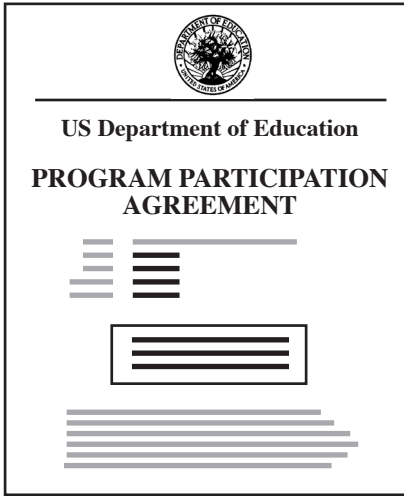 DEPARTMENT OF EDUCATION
UNITED STATES OF AMERICA
US Department of Education
PROGRAM PARTICIPATION
AGREEMENT